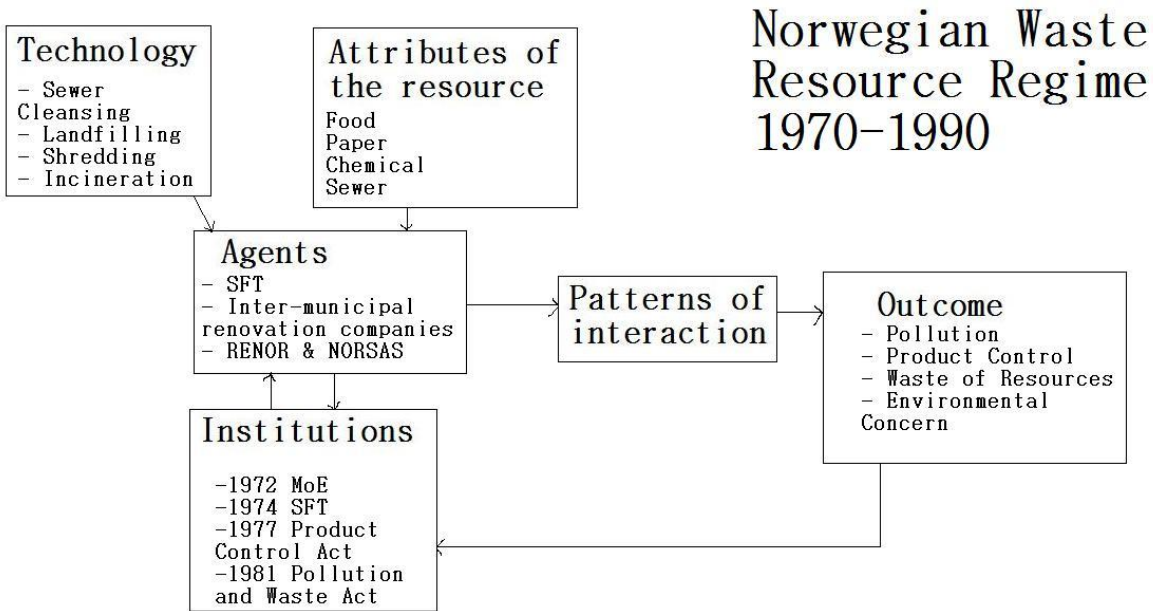 Norwegian Waste
Resource Regime
1970-1990
Technology
- Sewer
Cleansing
- Landfilling
- Shredding
- Incineration
Attributes of
the resource
Food
Paper
Chemical
Sewer
Agents
- SFT
- Inter-municipal
renovation companies
- RENOR & NORSAS
Patterns of
interaction
Outcome
- Pollution
- Product Control
- Waste of Resources
- Environmental
Concern
Institutions
-1972 MoE
-1974 SFT
-1977 Product
Control Act
-1981 Pollution
and Waste Act